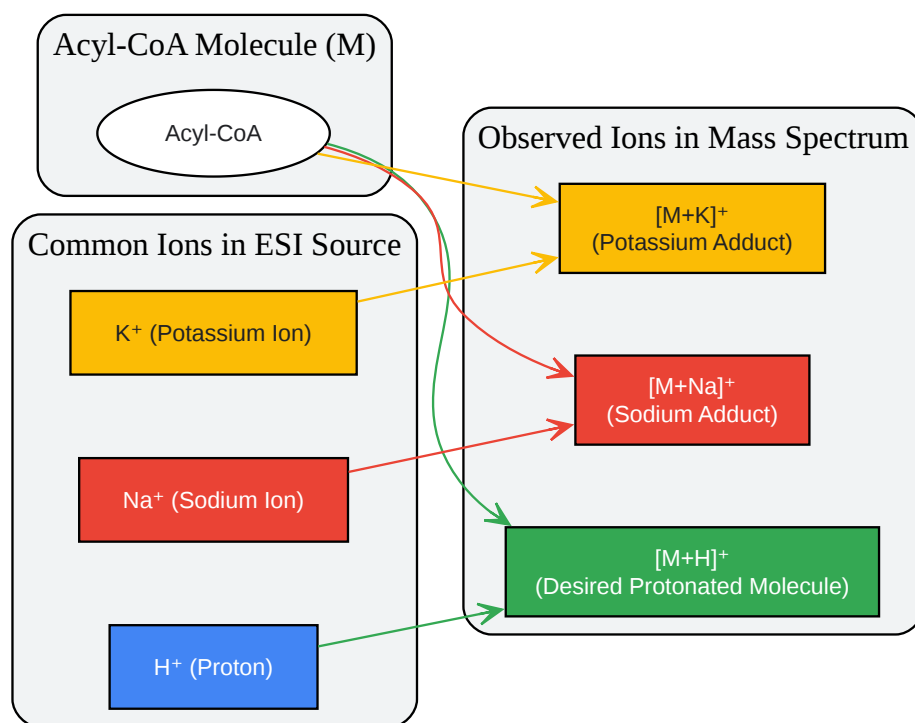 Acyl-CoA Molecule (M)
Acyl-CoA
Common Ions in ESI Source
K⁺ (Potassium Ion)
Na⁺ (Sodium Ion)
H⁺ (Proton)
Observed Ions in Mass Spectrum
[M+K]⁺
(Potassium Adduct)
[M+Na]⁺
(Sodium Adduct)
[M+H]⁺
(Desired Protonated Molecule)